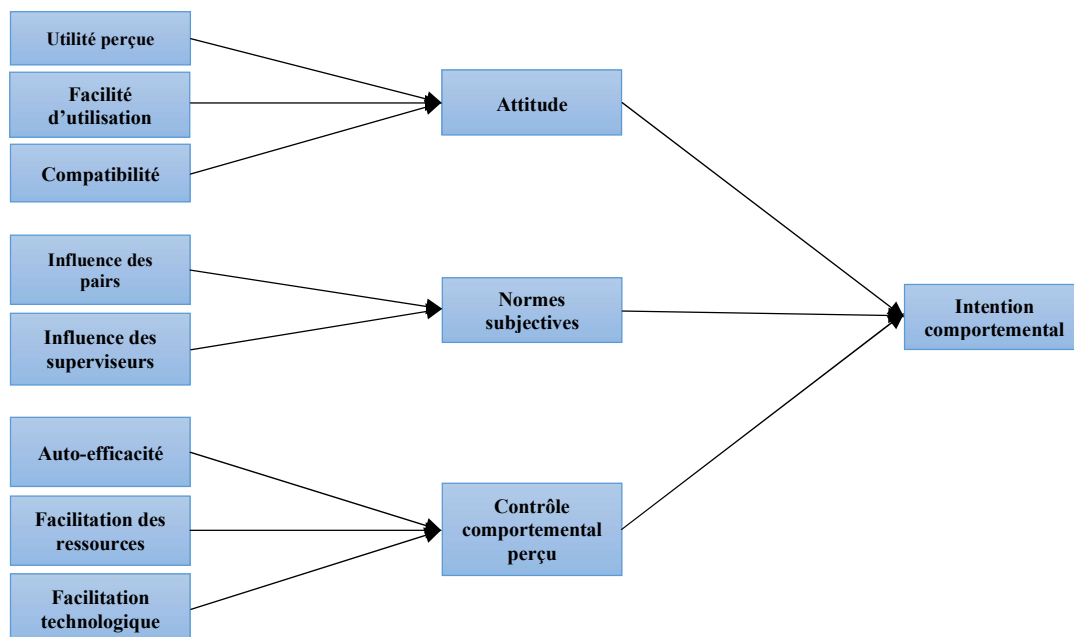 Utilité perçue
Facilité
d'utilisation
Compatibilité
Attitude
Influence des
pairs
Influence des
superviseurs
Normes
subjectives
Intention
comportemental
Auto-efficacité
Facilitation des
ressources
Facilitation
technologique
Contrôle
comportemental
perçu